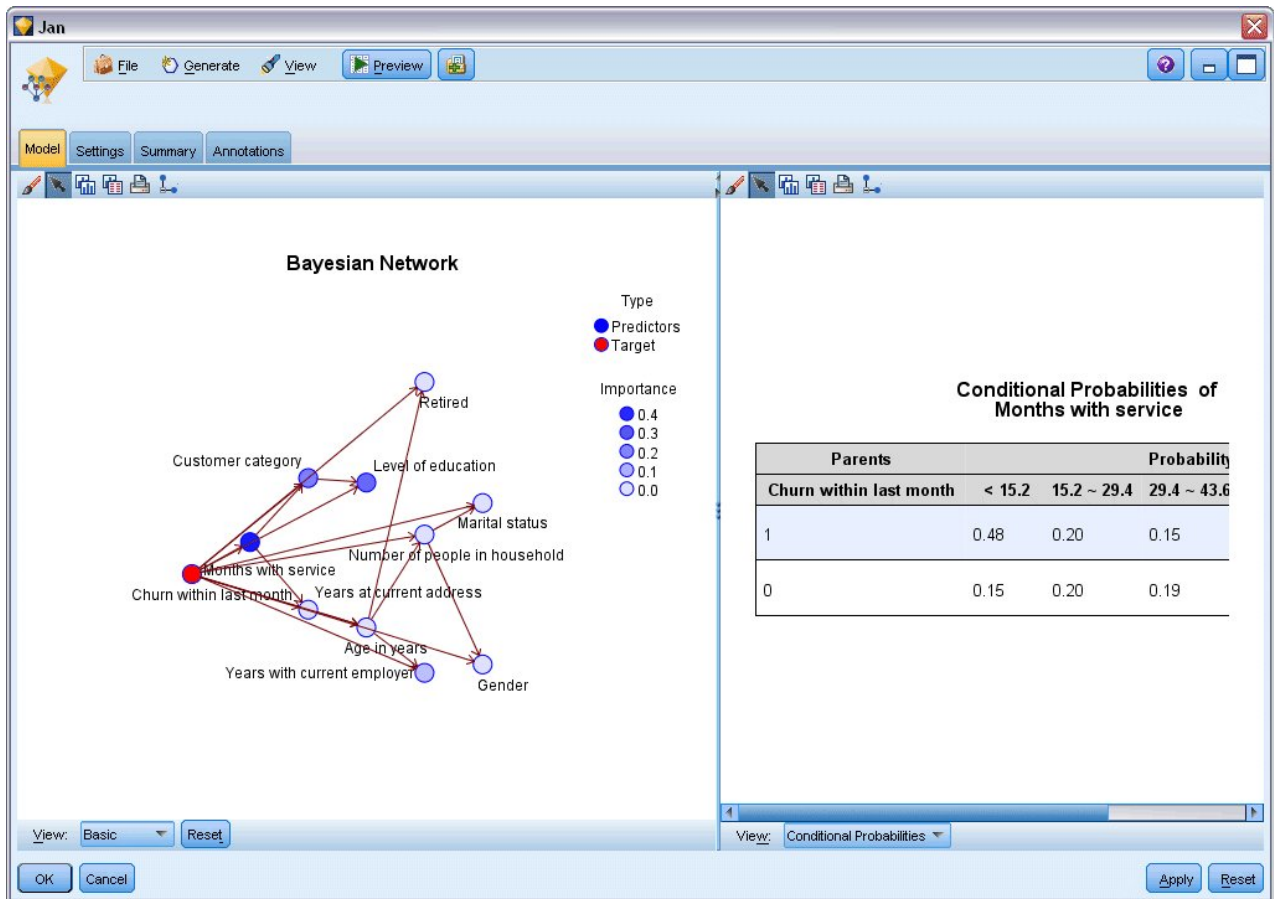 Jan
File Generate View Preview
Model Settings Summary Annotations
Bayesian Network
Type
Predictors
Target
Importance
0.4
0.3
0.2
0.1
0.0
Retired
Customer category
Level of education
Marital status
Number of people in household
Months with service
Churn within last month
Years at current address
Age in years
Years with current employer
Gender
View: Basic Reset
Conditional Probabilities of
Months with service
Parents Probability
Churn within last month < 15.2 15.2 ~ 29.4 29.4 ~ 43.6
1 0.48 0.20 0.15
0 0.15 0.20 0.19
View: Conditional Probabilities
OK Cancel Apply Reset